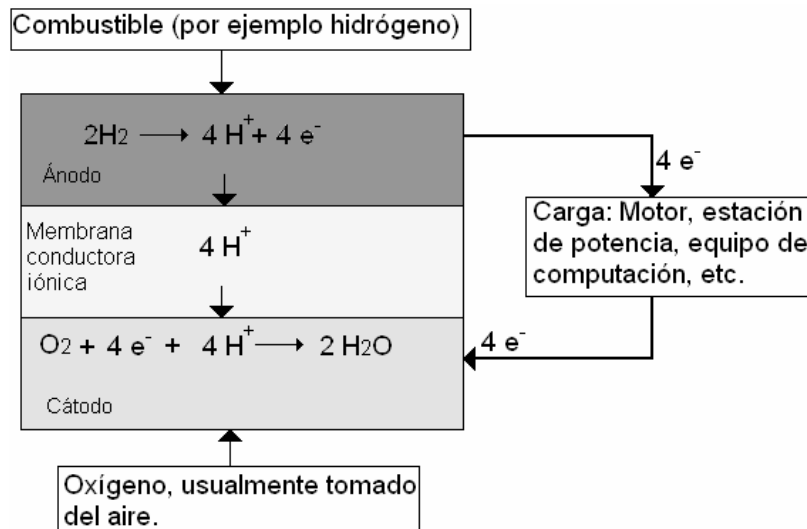 Combustible (por ejemplo hidrógeno)
2H₂ → 4 H⁺ + 4 e⁻
Ánodo
4 e⁻
Carga: Motor, estación
de potencia, equipo de
computación, etc.
Membrana
conductora
iónica
4 H⁺
O₂ + 4 e⁻ + 4 H⁺ → 2 H₂O
4 e⁻
Cátodo
Oxígeno, usualmente tomado
del aire.